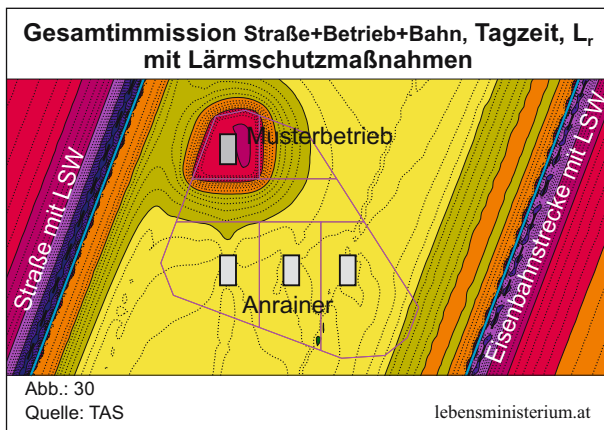 Gesamtimmission Straße+Betrieb+Bahn, Tagzeit, Lr
mit Lärmschutzmaßnahmen
Musterbetrieb
Straße mit LSW
Eisenbahnstrecke mit LSW
Anrainer
Abb.: 30
Quelle: TAS
lebensministerium.at